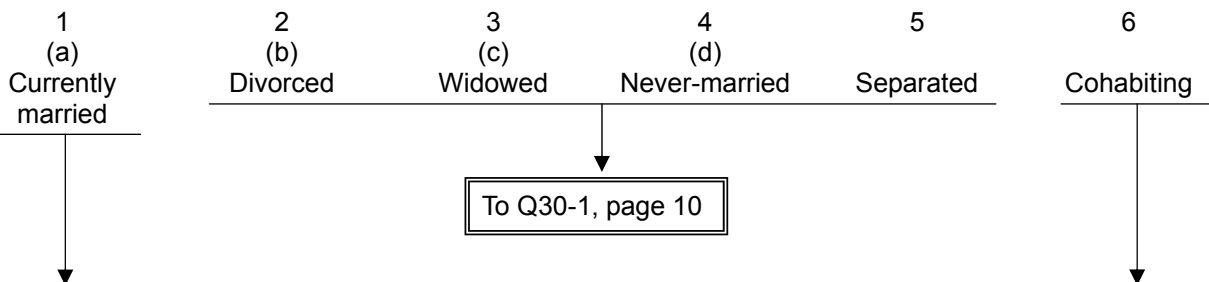 1 2 3 4 5 6
(a) (b) (c) (d)
Currently Divorced Widowed Never-married Separated Cohabiting
married
To Q30-1, page 10